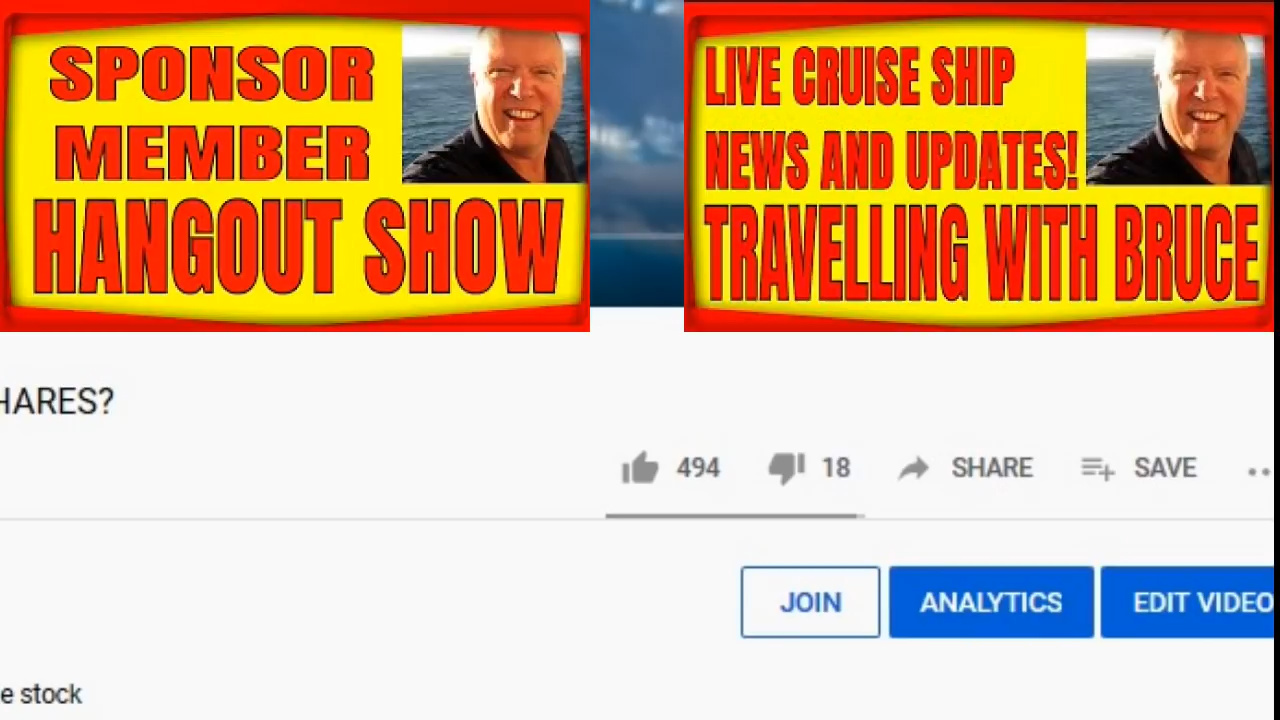 SPONSOR
MEMBER
HANGOUT SHOW
LIVE CRUISE SHIP
NEWS AND UPDATES!
TRAVELLING WITH BRUCE
HARES?
494 18 SHARE SAVE
JOIN ANALYTICS EDIT VIDEO
e stock